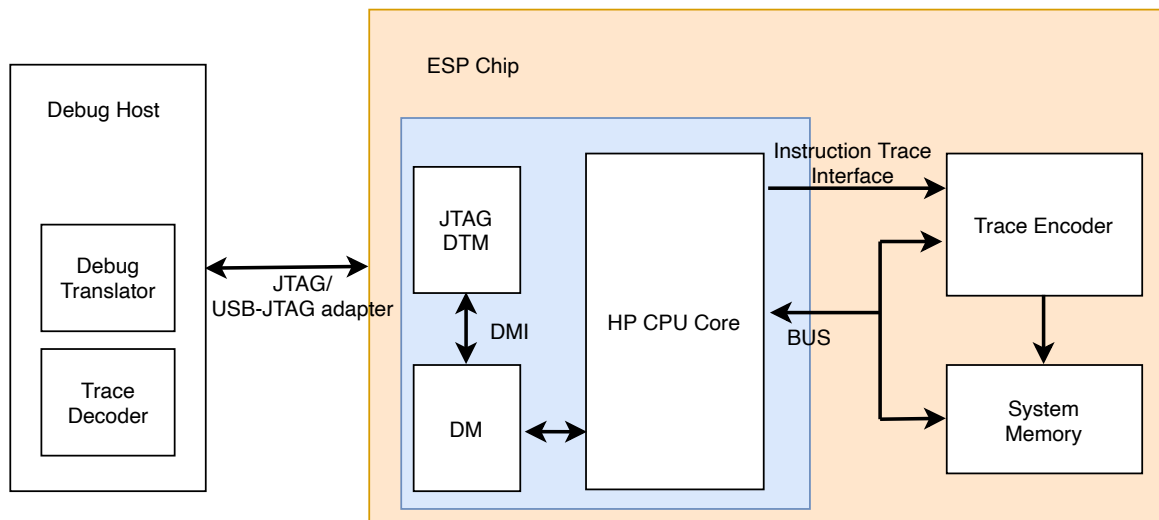 ESP Chip
Debug Host
Debug
Translator
Trace
Decoder
JTAG/
USB-JTAG adapter
JTAG
DTM
DMI
DM
HP CPU Core
Instruction Trace
Interface
BUS
Trace Encoder
System
Memory